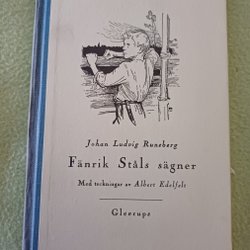 Johan Ludvig Runeberg
Fänrik Ståls sägner
Med teckningar av Albert Edelfelt
Gleerups